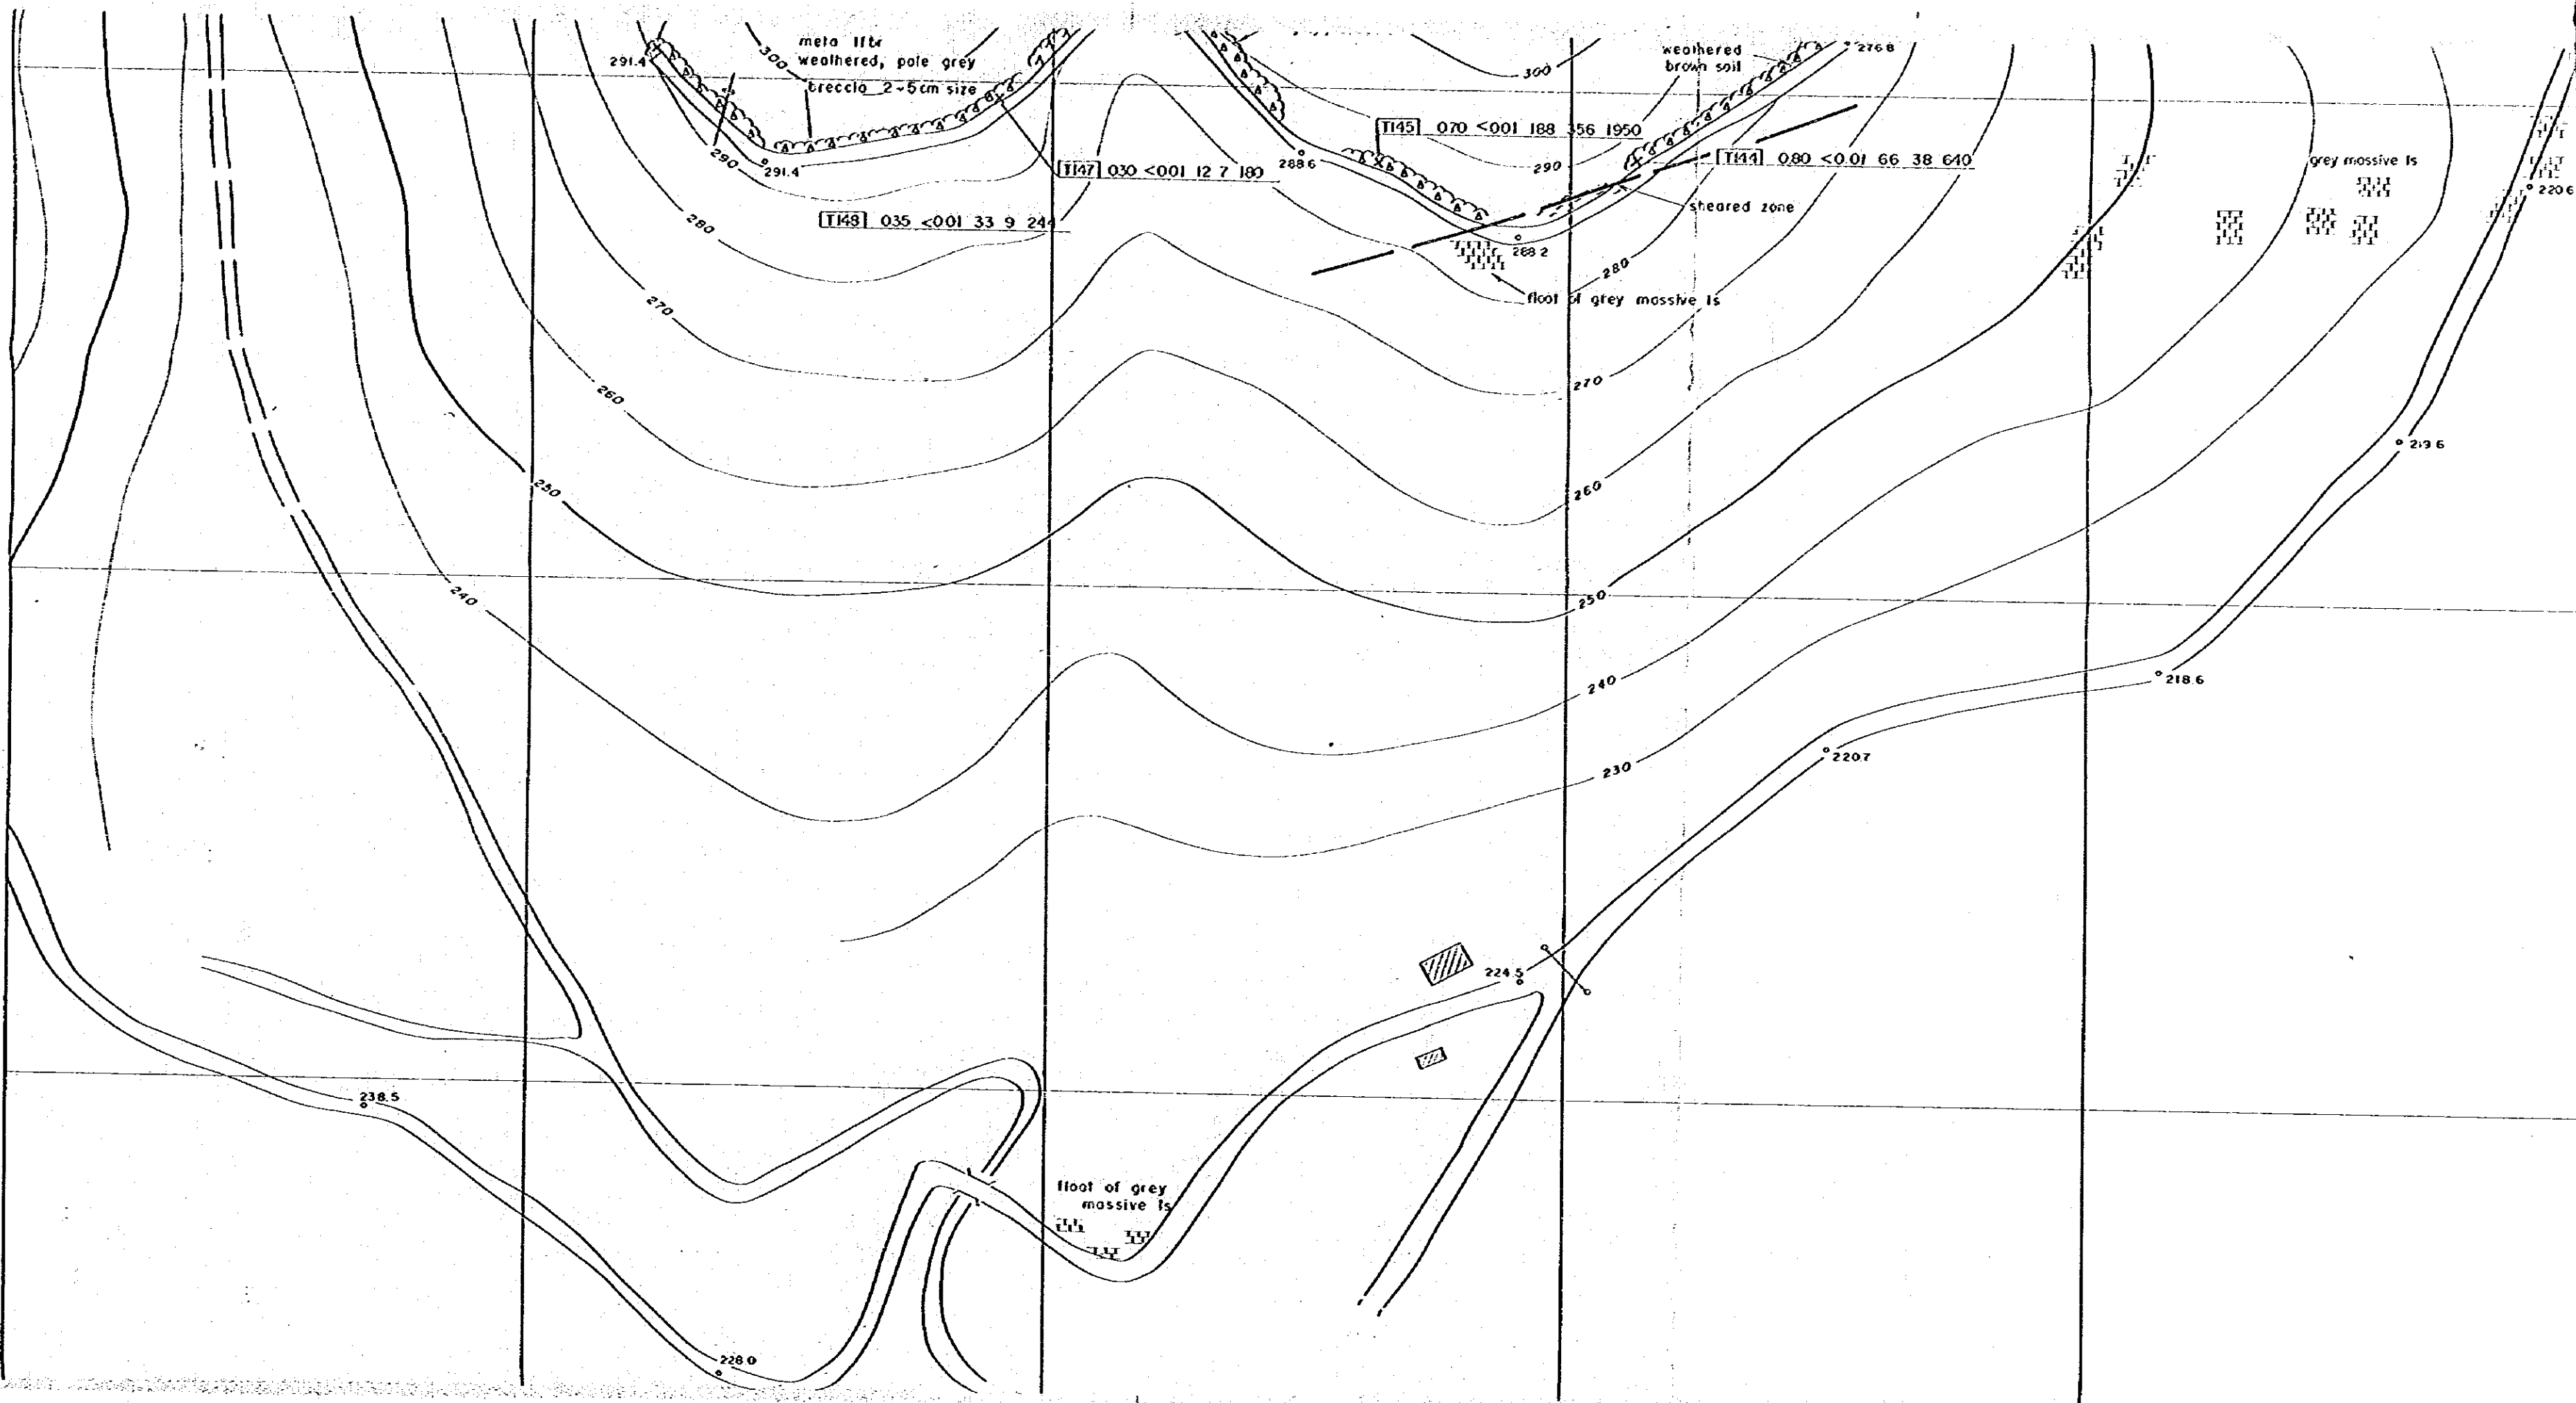 meta lftr
weathered, pale grey
breccia 2~5cm size
291.4
300
290
291.4
[T147] 030 <001 12 7 180
[T148] 035 <001 33 9 244
280
270
260
250
240
300
weathered
brown soil
276.8
[T145] 070 <001 188 356 1950
288.6
290
[T144] 0.80 <0.01 66 38 640
sheared zone
288.2
280
float of grey massive ls
270
260
250
240
230
grey massive ls
220.6
219.6
218.6
220.7
224.5
238.5
float of grey
massive ls
228.0